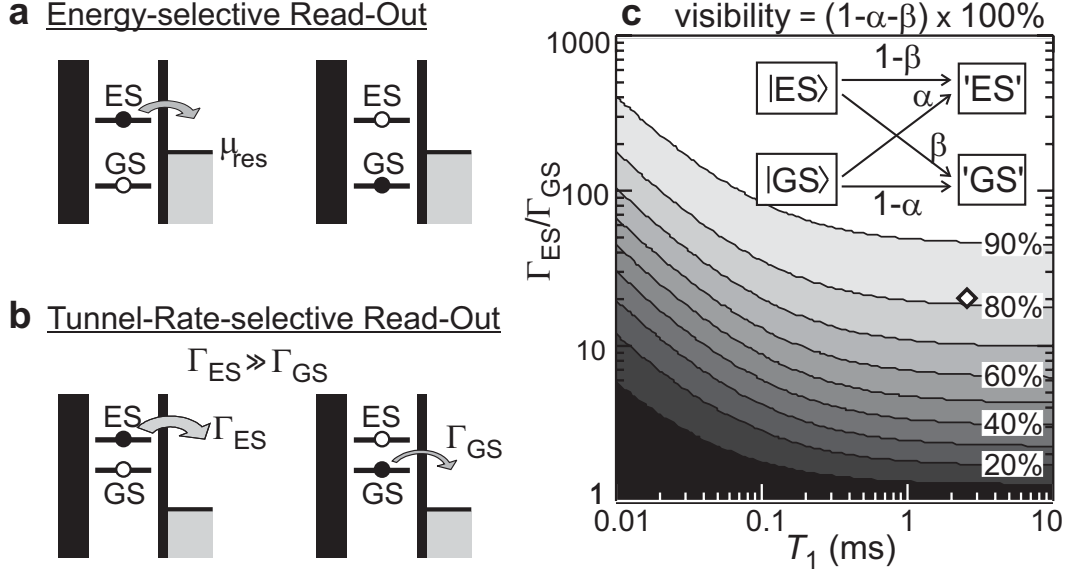 a Energy-selective Read-Out
ES
GS
μres
ES
GS
b Tunnel-Rate-selective Read-Out
ΓES ≫ ΓGS
ES
GS
ΓES
ES
GS
ΓGS
c visibility = (1-α-β) x 100%
1000
100
10
1
ΓES/ΓGS
1-β
|ES⟩
'ES'
α
β
|GS⟩
'GS'
1-α
90%
80%
60%
40%
20%
0.01
0.1
1
10
T1 (ms)